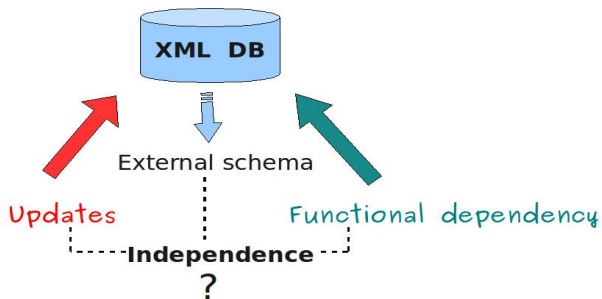 XML DB
External schema
Updates
Functional dependency
Independence
?